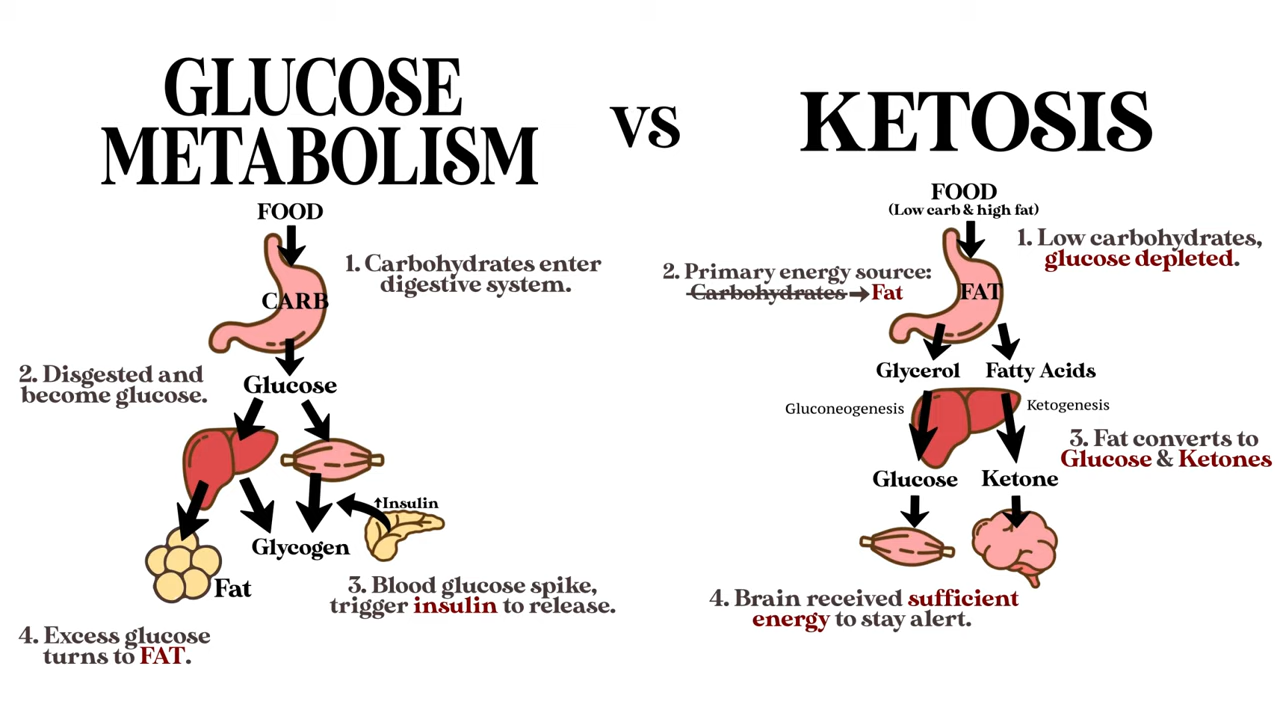 GLUCOSE
METABOLISM
VS
KETOSIS
FOOD
CARB
1. Carbohydrates enter
digestive system.
2. Disgested and
become glucose.
Glucose
↑Insulin
Glycogen
Fat
3. Blood glucose spike,
trigger insulin to release.
4. Excess glucose
turns to FAT.
FOOD
(Low carb & high fat)
1. Low carbohydrates,
glucose depleted.
2. Primary energy source:
Carbohydrates → Fat
FAT
Glycerol
Fatty Acids
Gluconeogenesis
Ketogenesis
3. Fat converts to
Glucose & Ketones
Glucose
Ketone
4. Brain received sufficient
energy to stay alert.